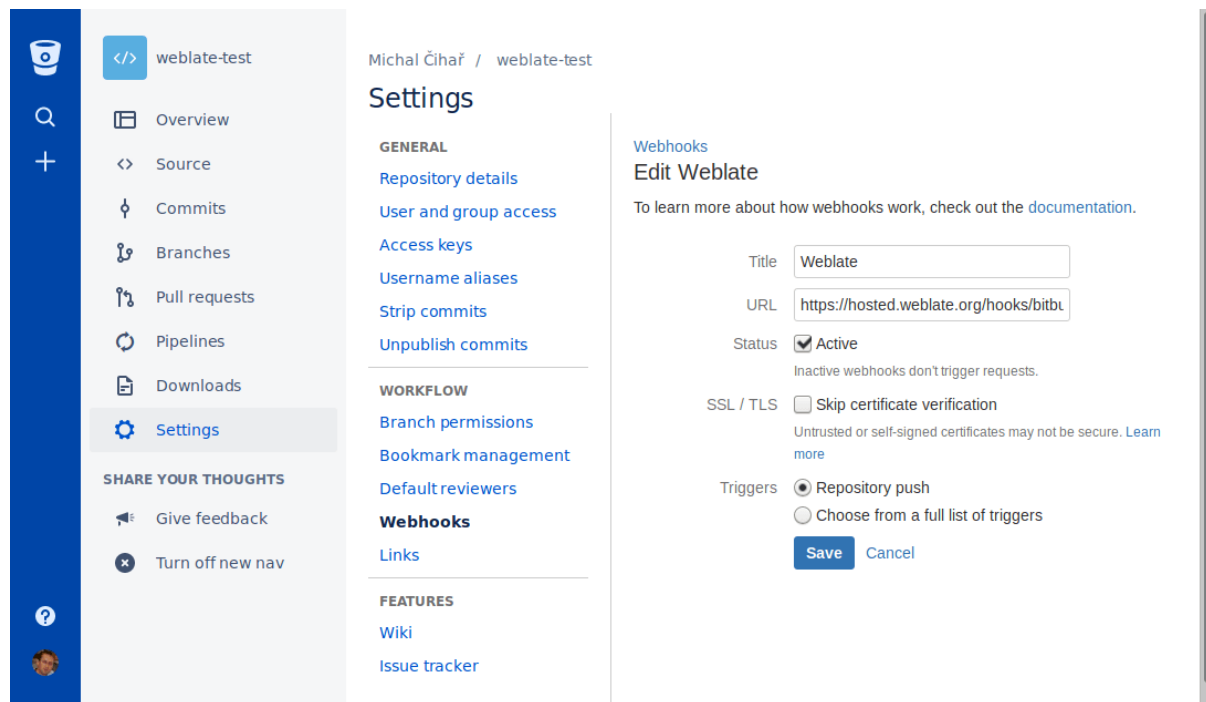 weblate-test
Overview
Source
Commits
Branches
Pull requests
Pipelines
Downloads
Settings
SHARE YOUR THOUGHTS
Give feedback
Turn off new nav
Michal Čihař / weblate-test
Settings
GENERAL
Repository details
User and group access
Access keys
Username aliases
Strip commits
Unpublish commits
WORKFLOW
Branch permissions
Bookmark management
Default reviewers
Webhooks
Links
FEATURES
Wiki
Issue tracker
Webhooks
Edit Weblate
To learn more about how webhooks work, check out the documentation.
Title Weblate
URL https://hosted.weblate.org/hooks/bitbu
Status Active
Inactive webhooks don't trigger requests.
SSL / TLS Skip certificate verification
Untrusted or self-signed certificates may not be secure. Learn
more
Triggers Repository push
Choose from a full list of triggers
Save Cancel